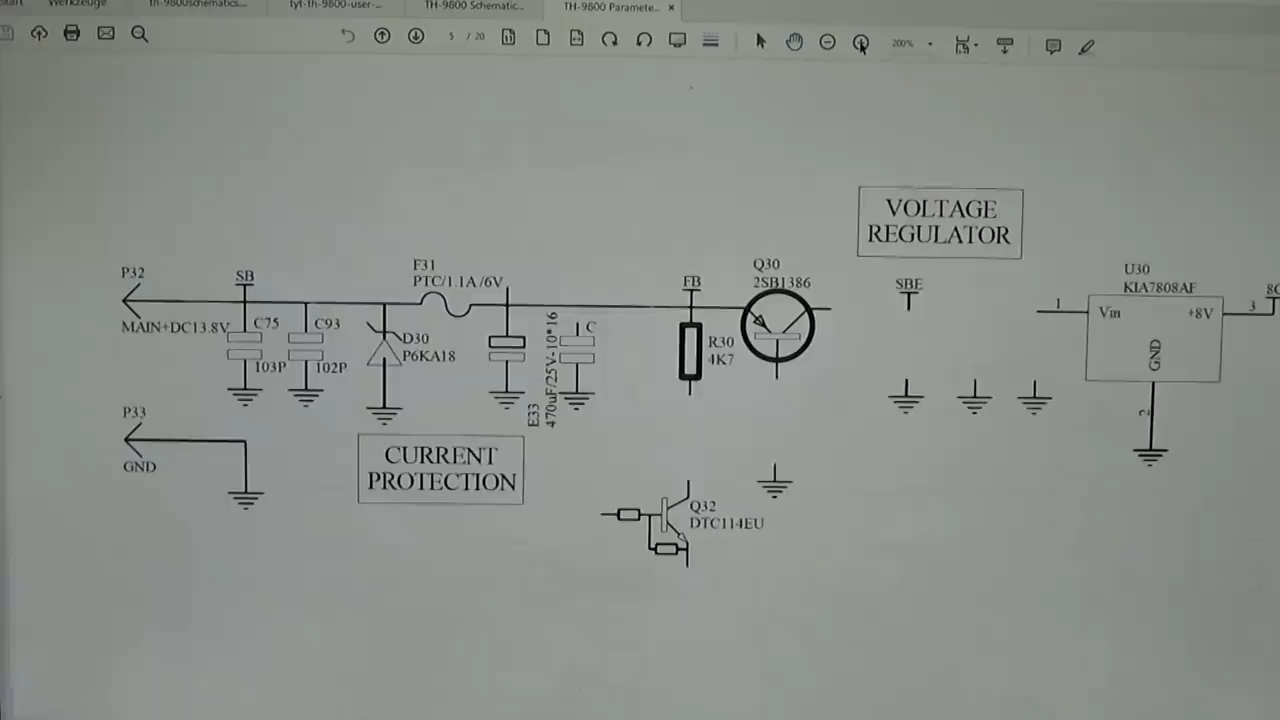 Werkzeuge
TH-9800 Schematic...
TH-9800 Paramete...
×
5 / 20
200%
VOLTAGE
REGULATOR
P32
SB
F31
PTC/1.1A/6V
FB
Q30
2SB1386
SBE
U30
KIA7808AF
MAIN+DC13.8V
C75
C93
D30
P6KA18
103P
102P
E33
470uF/25V-10*16
C
R30
4K7
1
Vin
+8V
3
GND
2
P33
GND
CURRENT
PROTECTION
Q32
DTC114EU